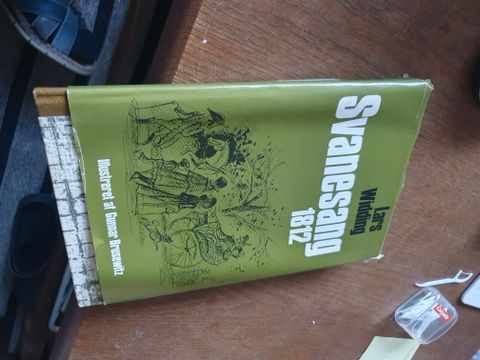 Lars
Widding
Svanesang
1812
Illustreret af Gunnar Brusewitz